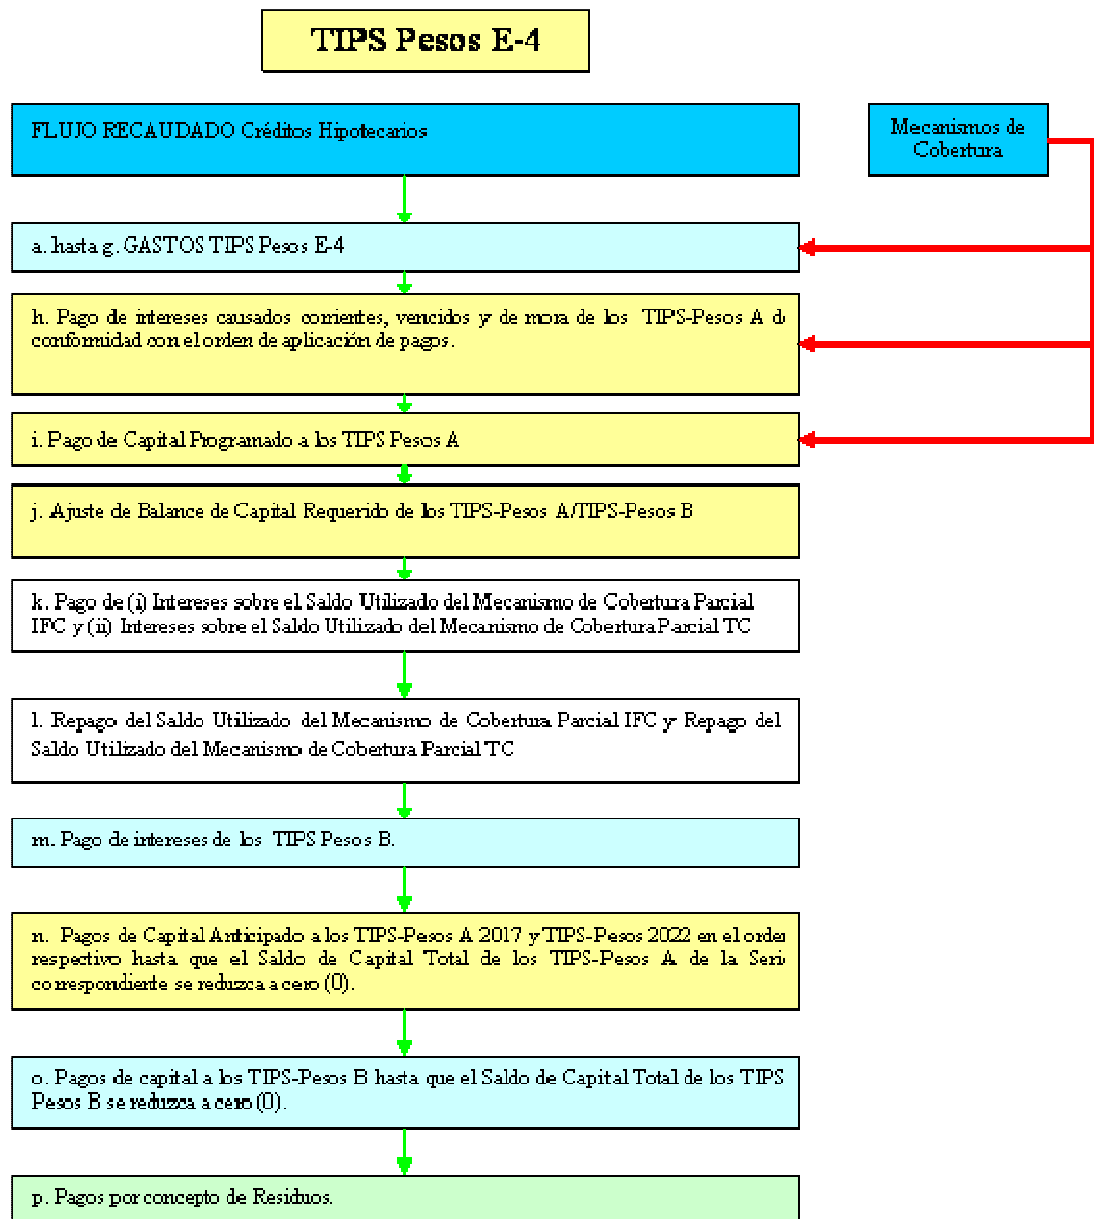 TIPS Pesos E-4
FLUJO RECAUDADO Créditos Hipotecarios
Mecanismos de
Cobertura
a. hasta g. GASTOS TIPS Pesos E-4
h. Pago de intereses causados corrientes, vencidos y de mora de los TIPS-Pesos A de
conformidad con el orden de aplicación de pagos.
i. Pago de Capital Programado a los TIPS Pesos A
j. Ajuste de Balance de Capital Requerido de los TIPS-Pesos A/TIPS-Pesos B
k. Pago de (i) Intereses sobre el Saldo Utilizado del Mecanismo de Cobertura Parcial
IFC y (ii) Intereses sobre el Saldo Utilizado del Mecanismo de Cobertura Parcial TC
l. Repago del Saldo Utilizado del Mecanismo de Cobertura Parcial IFC y Repago del
Saldo Utilizado del Mecanismo de Cobertura Parcial TC
m. Pago de intereses de los TIPS Pesos B.
n. Pagos de Capital Anticipado a los TIPS-Pesos A 2017 y TIPS-Pesos 2022 en el orden
respectivo hasta que el Saldo de Capital Total de los TIPS-Pesos A de la Seri
correspondiente se reduzca a cero (0).
o. Pagos de capital a los TIPS-Pesos B hasta que el Saldo de Capital Total de los TIPS
Pesos B se reduzca a cero (0).
p. Pagos por concepto de Residuos.